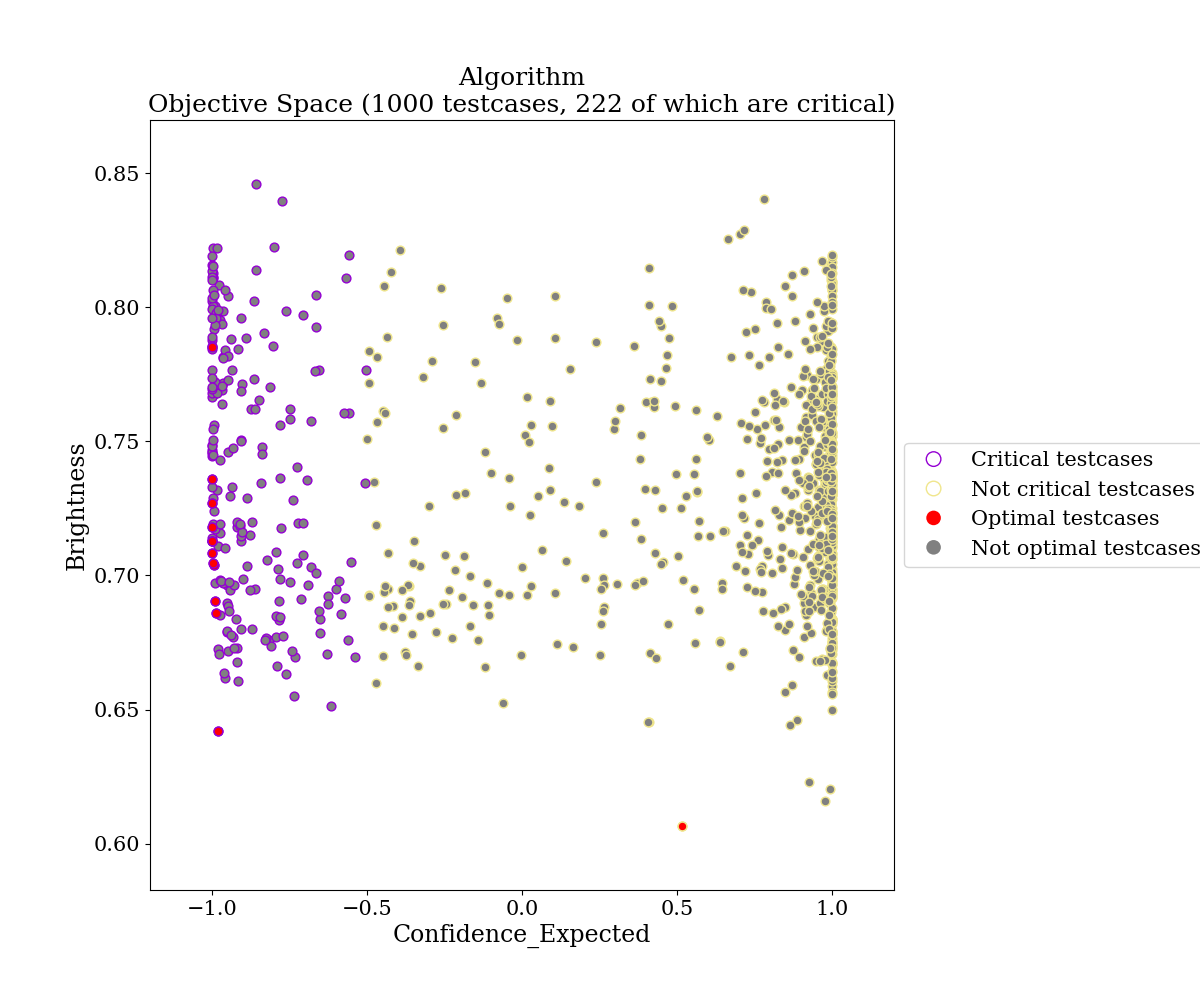 Algorithm
Objective Space (1000 testcases, 222 of which are critical)
Brightness
0.85
0.80
0.75
0.70
0.65
0.60
−1.0
−0.5
0.0
0.5
1.0
Confidence_Expected
Critical testcases
Not critical testcases
Optimal testcases
Not optimal testcases